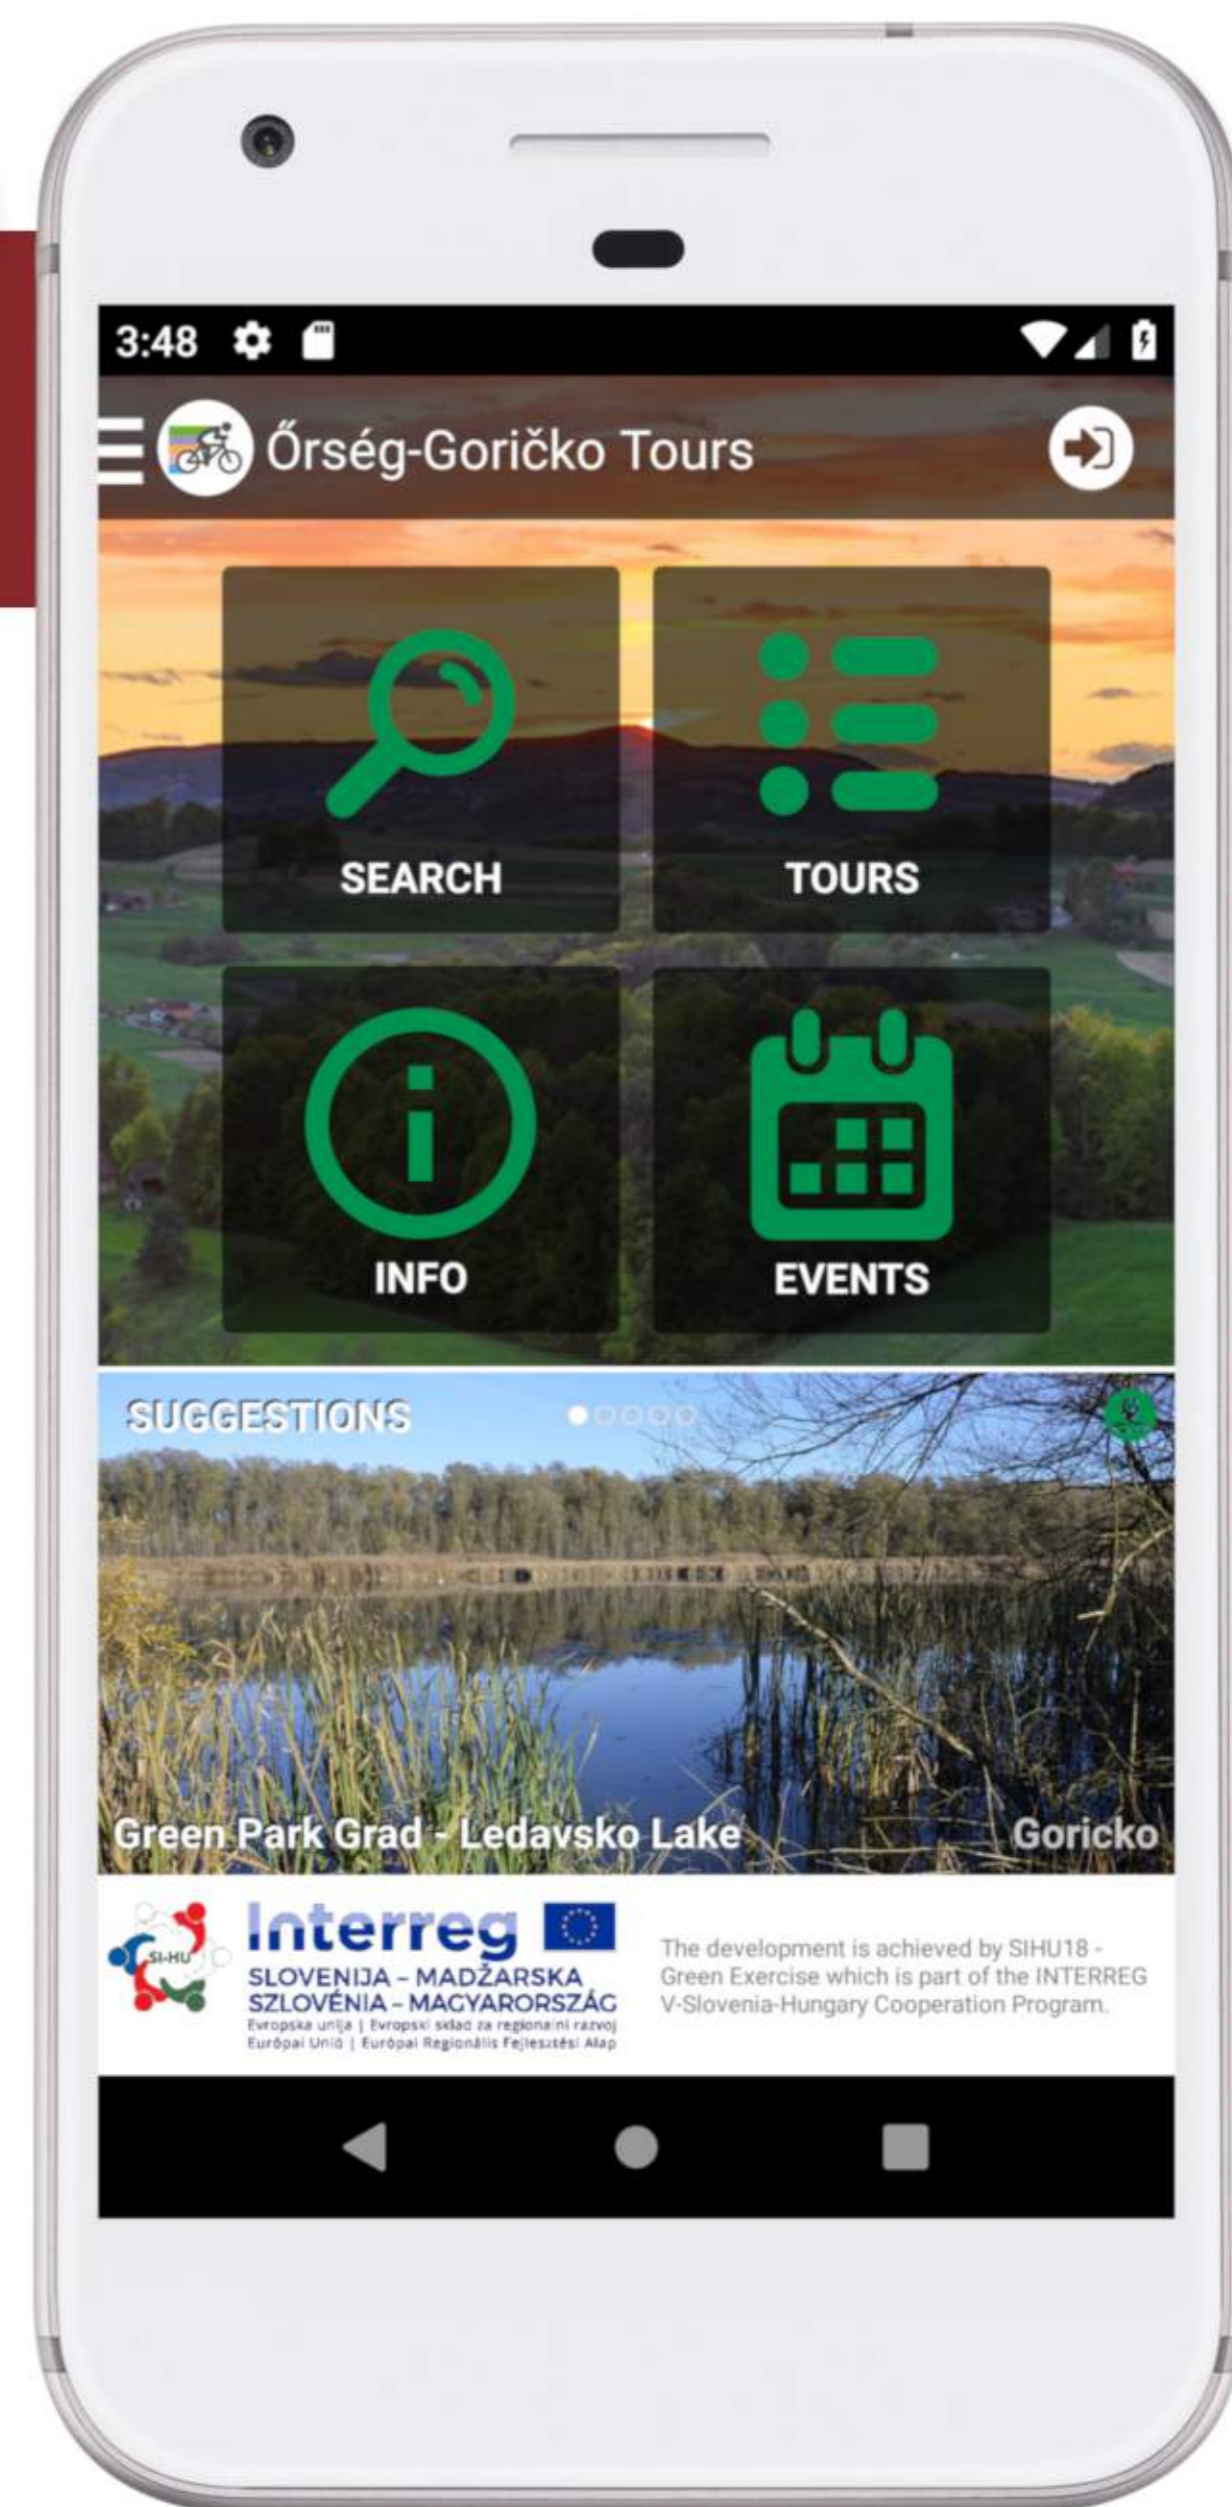 3:48
Őrség-Goričko Tours
SEARCH
TOURS
INFO
EVENTS
SUGGESTIONS
Green Park Grad - Ledavsko Lake
Goricko
SI-HU
Interreg
SLOVENIJA – MADŽARSKA
SZLOVÉNIA – MAGYARORSZÁG
Evropska unija | Evropski sklad za regionalni razvoj
Európai Unió | Európai Regionális Fejlesztési Alap
The development is achieved by SIHU18 -
Green Exercise which is part of the INTERREG
V-Slovenia-Hungary Cooperation Program.